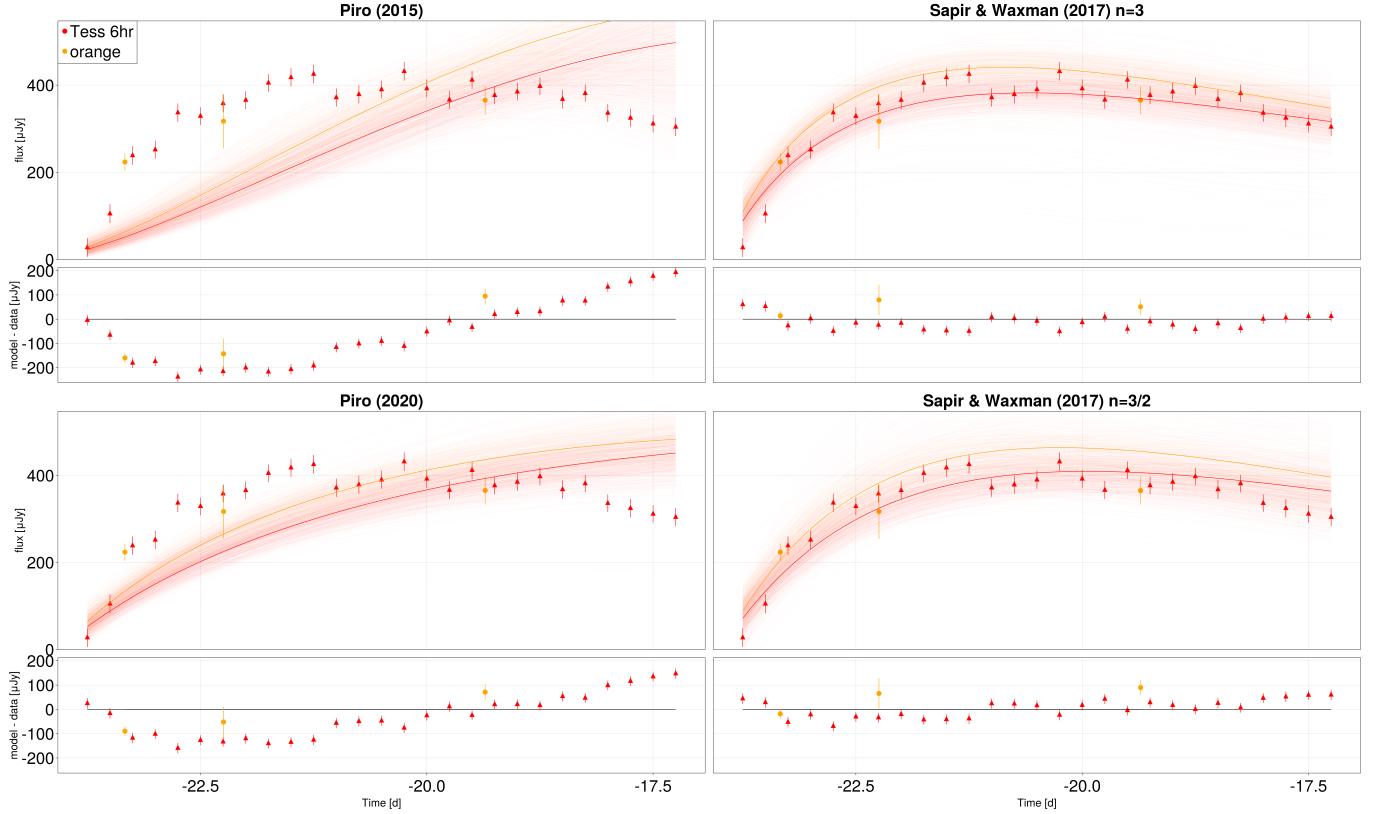 Piro (2015)
Sapir & Waxman (2017) n=3
Tess 6hr
orange
flux [μJy]
400
200
0
model - data [μJy]
200
100
0
-100
-200
Piro (2020)
Sapir & Waxman (2017) n=3/2
flux [μJy]
400
200
0
model - data [μJy]
200
100
0
-100
-200
-22.5
-20.0
-17.5
-22.5
-20.0
-17.5
Time [d]
Time [d]